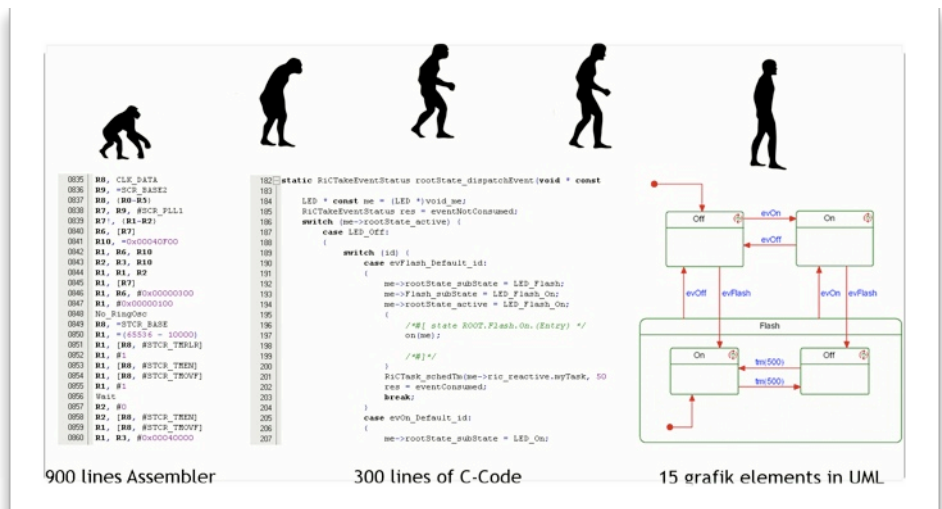 0835 R8, CLK_DATA
0836 R9, =SCR_BASE2
0837 R8, {R0-R5}
0838 R7, R9, #SCR_PLL1
0839 R7!, {R1-R2}
0840 R6, [R7]
0841 R10, =0x00040F00
0842 R1, R6, R10
0843 R2, R3, R10
0844 R1, R1, R2
0845 R1, [R7]
0846 R1, R6, #0x00000300
0847 R1, #0x00000100
0848 No_RingOsc
0849 R8, =STCR_BASE
0850 R1, =(65536 - 10000)
0851 R1, [R8, #STCR_TMRLR]
0852 R1, #1
0853 R1, [R8, #STCR_TMEN]
0854 R1, [R8, #STCR_TMOVF]
0855 R1, #1
0856 Wait
0857 R2, #0
0858 R2, [R8, #STCR_TMEN]
0859 R2, [R8, #STCR_TMOVF]
0860 R1, R3, #0x00040000
900 lines Assembler
182 static RiCTakeEventStatus rootState_dispatchEvent(void * const
183
184 LED * const me = (LED *)void_me;
185 RiCTakeEventStatus res = eventNotConsumed;
186 switch (me->rootState_active) {
187 case LED_Off:
188 {
189 switch (id) {
190 case evFlash_Default_id:
191 {
192 me->rootState_subState = LED_Flash;
193 me->Flash_subState = LED_Flash_On;
194 me->rootState_active = LED_Flash_On;
195 {
196 /*#[ state ROOT.Flash.On.(Entry) */
197 on(me);
198
199 /*#]*/
200 }
201 RiCTask_schedTm(me->ric_reactive.myTask, 50
202 res = eventConsumed;
203 break;
204 }
205 case evOn_Default_id:
206 {
207 me->rootState_subState = LED_On;
300 lines of C-Code
Off
evOn
On
evOff
evOff
evFlash
evOn
evFlash
Flash
On
Off
tm(500)
tm(500)
15 grafik elements in UML